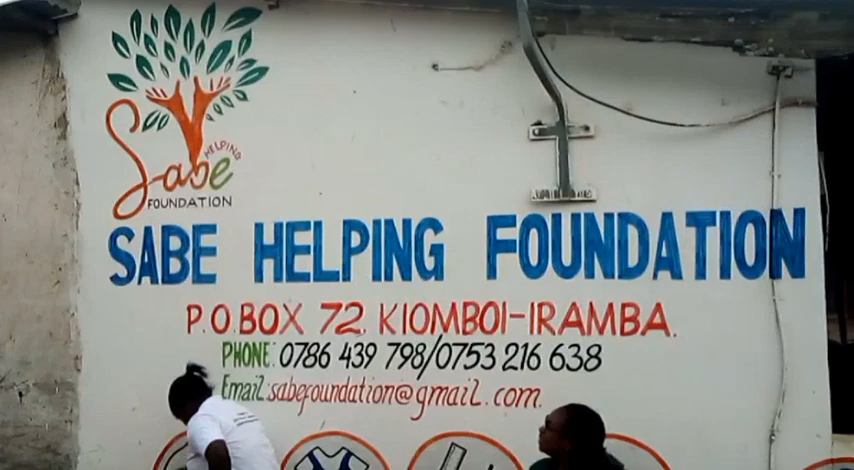 Sabe
HELPING
FOUNDATION
SABE HELPING FOUNDATION
P.O.BOX 72, KIOMBOI-IRAMBA.
PHONE: 0786 439 798/0753 216 638
Email:sabefoundation@gmail.com.